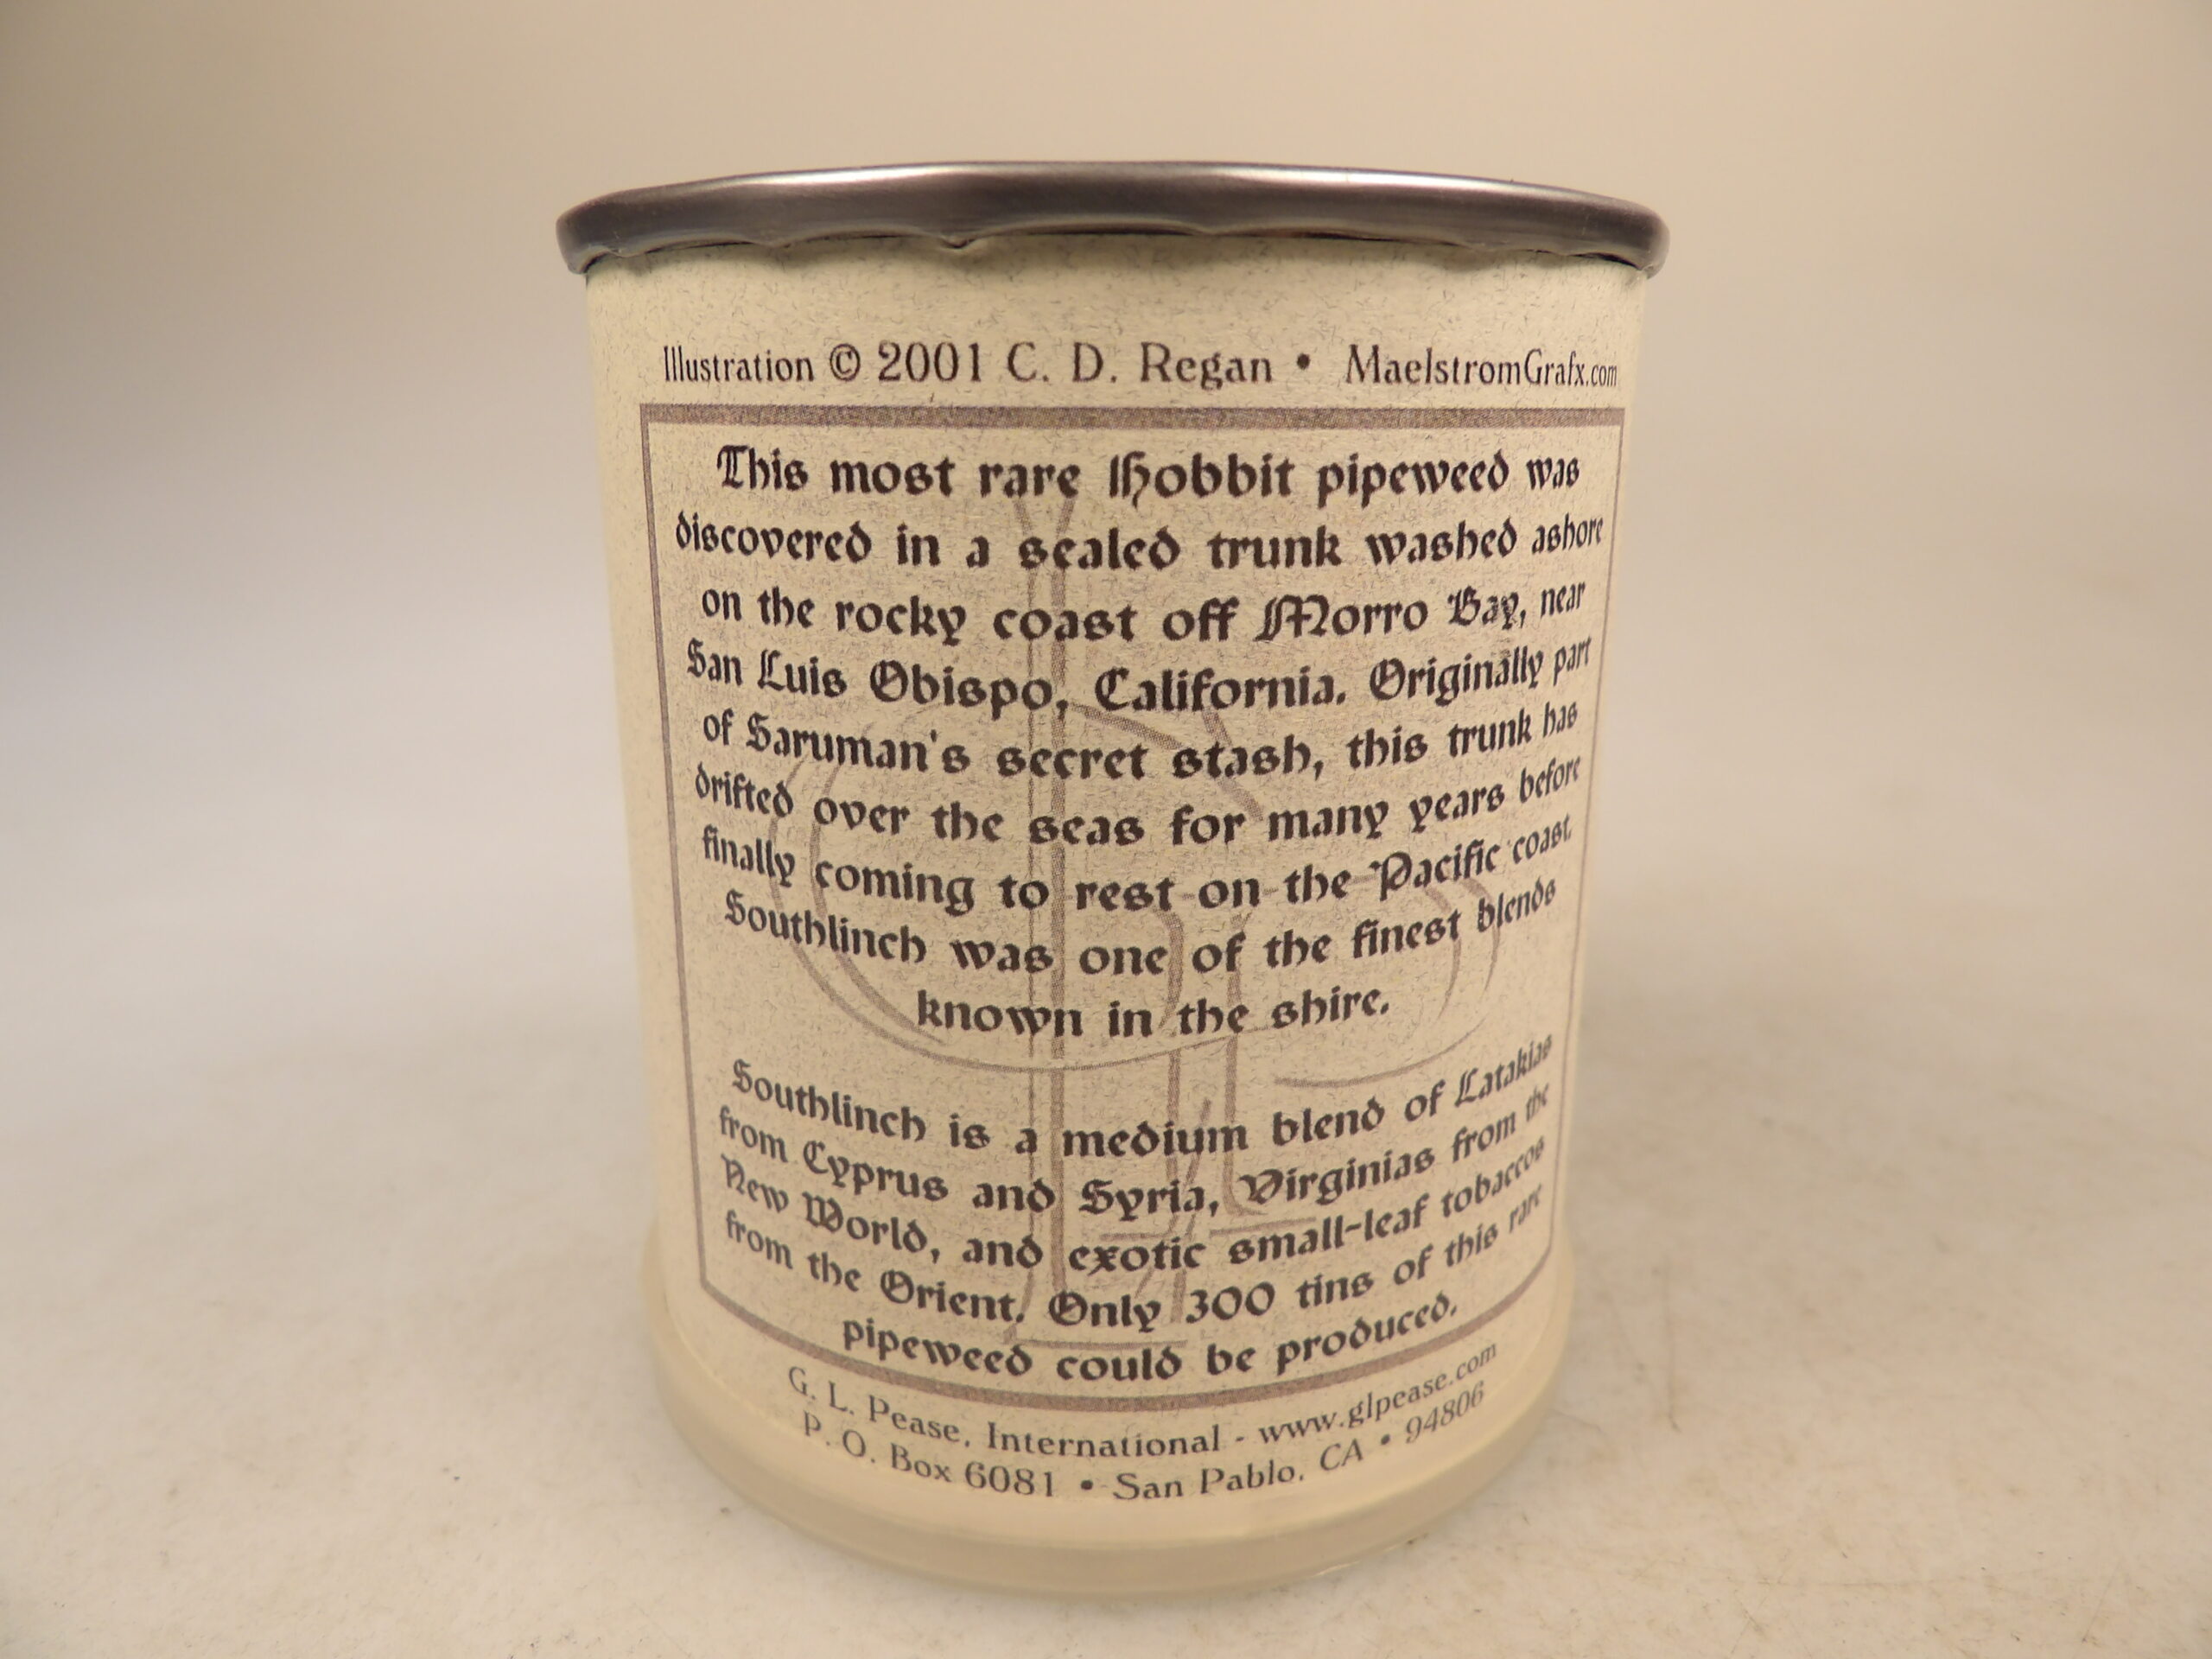 Illustration © 2001 C. D. Regan • MaelstromGrafx.com
This most rare Hobbit pipeweed was
discovered in a sealed trunk washed ashore
on the rocky coast off Morro Bay, near
San Luis Obispo, California. Originally part
of Saruman's secret stash, this trunk has
drifted over the seas for many years before
finally coming to rest on the Pacific coast.
Southlinch was one of the finest blends
known in the shire.
Southlinch is a medium blend of Latakias
from Cyprus and Syria, Virginias from the
New World, and exotic small-leaf tobaccos
from the Orient. Only 300 tins of this rare
pipeweed could be produced.
G. L. Pease, International - www.glpease.com
P. O. Box 6081 • San Pablo, CA • 94806